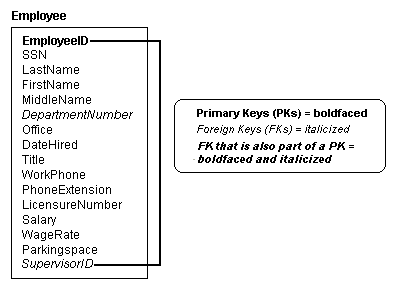 Employee
EmployeeID
SSN
LastName
FirstName
MiddleName
DepartmentNumber
Office
DateHired
Title
WorkPhone
PhoneExtension
LicensureNumber
Salary
WageRate
Parkingspace
SupervisorID
Primary Keys (PKs) = boldfaced
Foreign Keys (FKs) = italicized
FK that is also part of a PK =
boldfaced and italicized